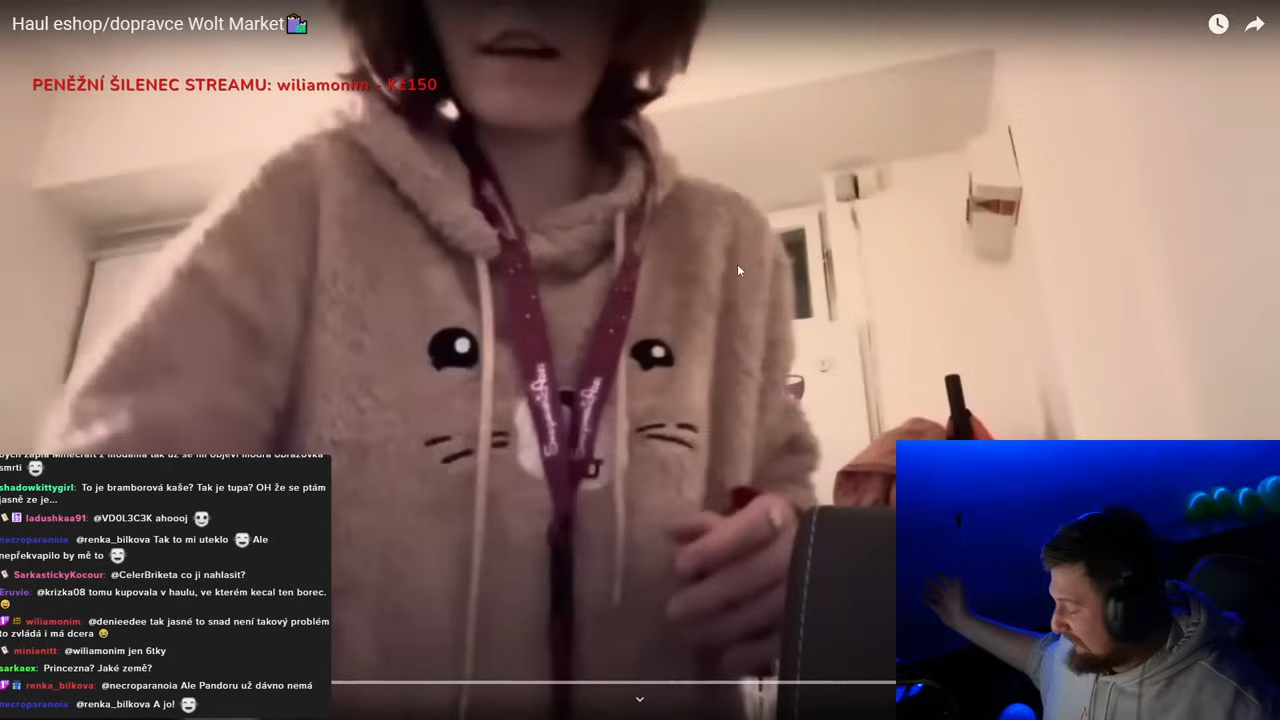 Haul eshop/dopravce Wolt Market
PENĚŽNÍ ŠILENEC STREAMU: wiliamonim - Kč150
smrti
shadowkittygirl: To je bramborová kaše? Tak je tupa? OH že se ptám
jasně ze je...
ladushkaa91: @VD0L3C3K ahoooj
necroparanoia @renka_bilkova Tak to mi uteklo Ale
nepřekvapilo by mě to
SarkastickyKocour: @CelerBriketa co ji nahlasit?
Eruvie: @krizka08 tomu kupovala v haulu, ve kterém kecal ten borec.
wiliamonim @denieedee tak jasné to snad není takový problém
to zvládá i má dcera
minianitt: @wiliamonim jen 6tky
sarkaex: Princezna? Jaké země?
renka_bilkova: @necroparanoia Ale Pandoru už dávno nemá
necroparanoia: @renka_bilkova A jo!